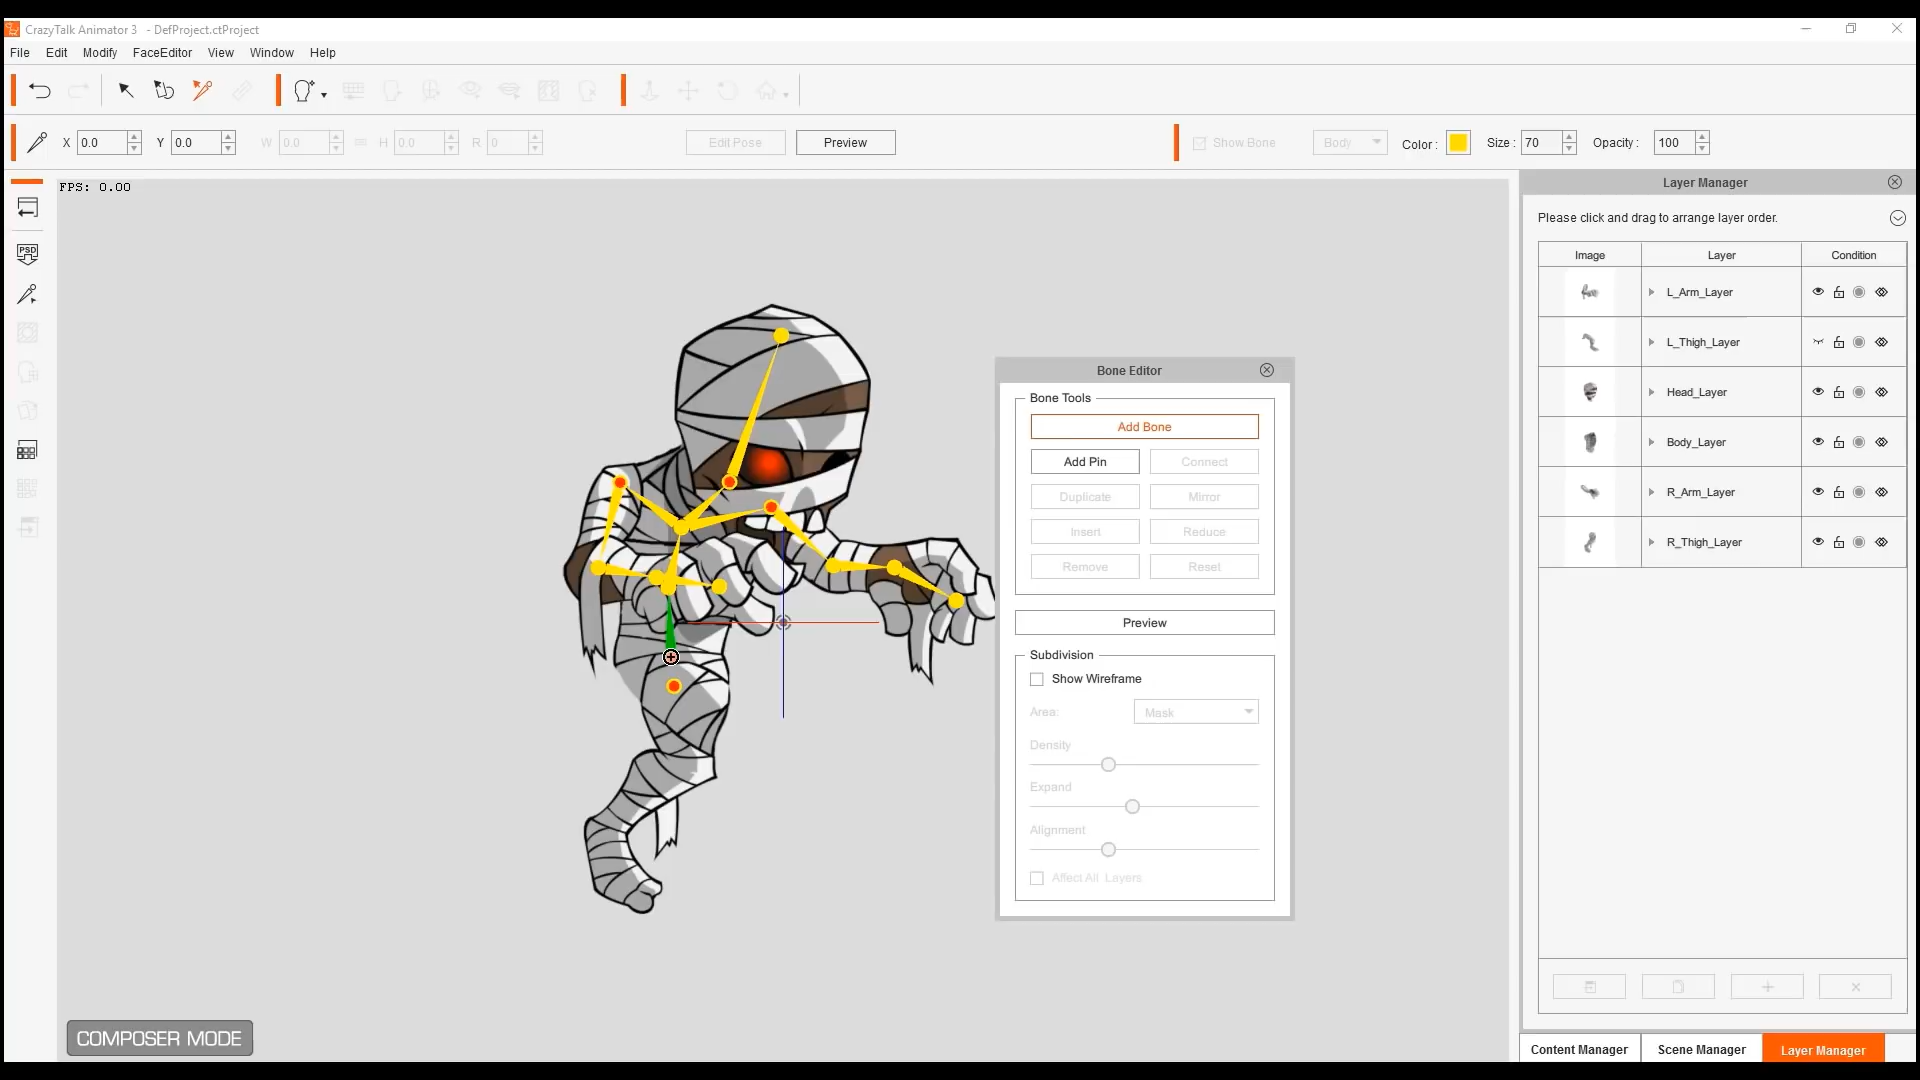 CrazyTalk Animator 3 - DefProject.ctProject
File Edit Modify FaceEditor View Window Help
X 0.0 Y 0.0 W 0.0 H 0.0 R 0 Edit Pose Preview Show Bone Body Color : Size : 70 Opacity : 100
FPS: 0.00
PSD
Bone Editor
Bone Tools
Add Bone
Add Pin Connect
Duplicate Mirror
Insert Reduce
Remove Reset
Preview
Subdivision
Show Wireframe
Area: Mask
Density
Expand
Alignment
Affect All Layers
Layer Manager
Please click and drag to arrange layer order.
Image Layer Condition
L_Arm_Layer
L_Thigh_Layer
Head_Layer
Body_Layer
R_Arm_Layer
R_Thigh_Layer
COMPOSER MODE
Content Manager Scene Manager Layer Manager